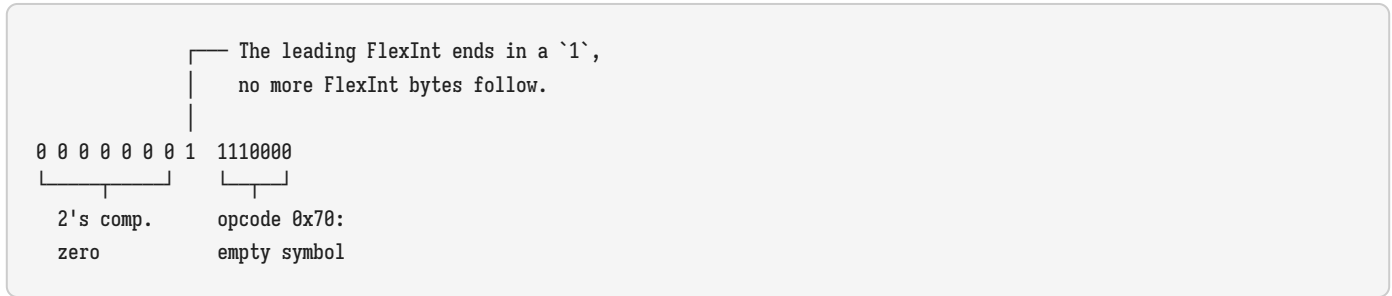 ┌── The leading FlexInt ends in a `1`,
│ no more FlexInt bytes follow.
0 0 0 0 0 0 0 1 1110000
2's comp. opcode 0x70:
zero empty symbol